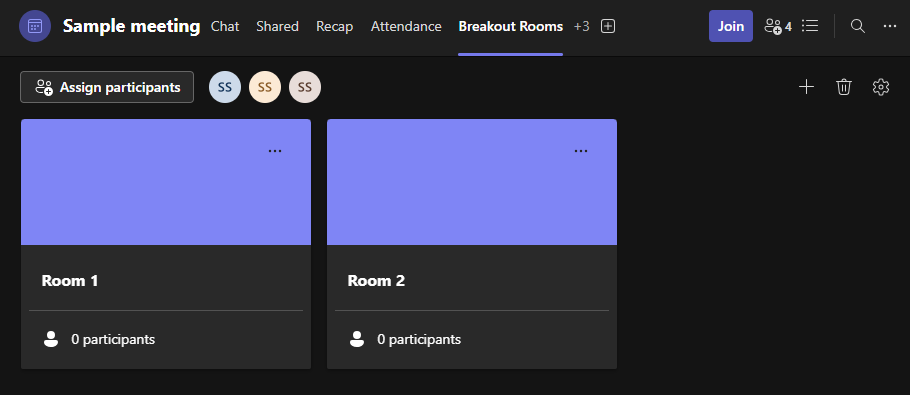 Sample meeting Chat Shared Recap Attendance Breakout Rooms +3 Join 4
Assign participants SS SS SS
Room 1 Room 2
0 participants 0 participants